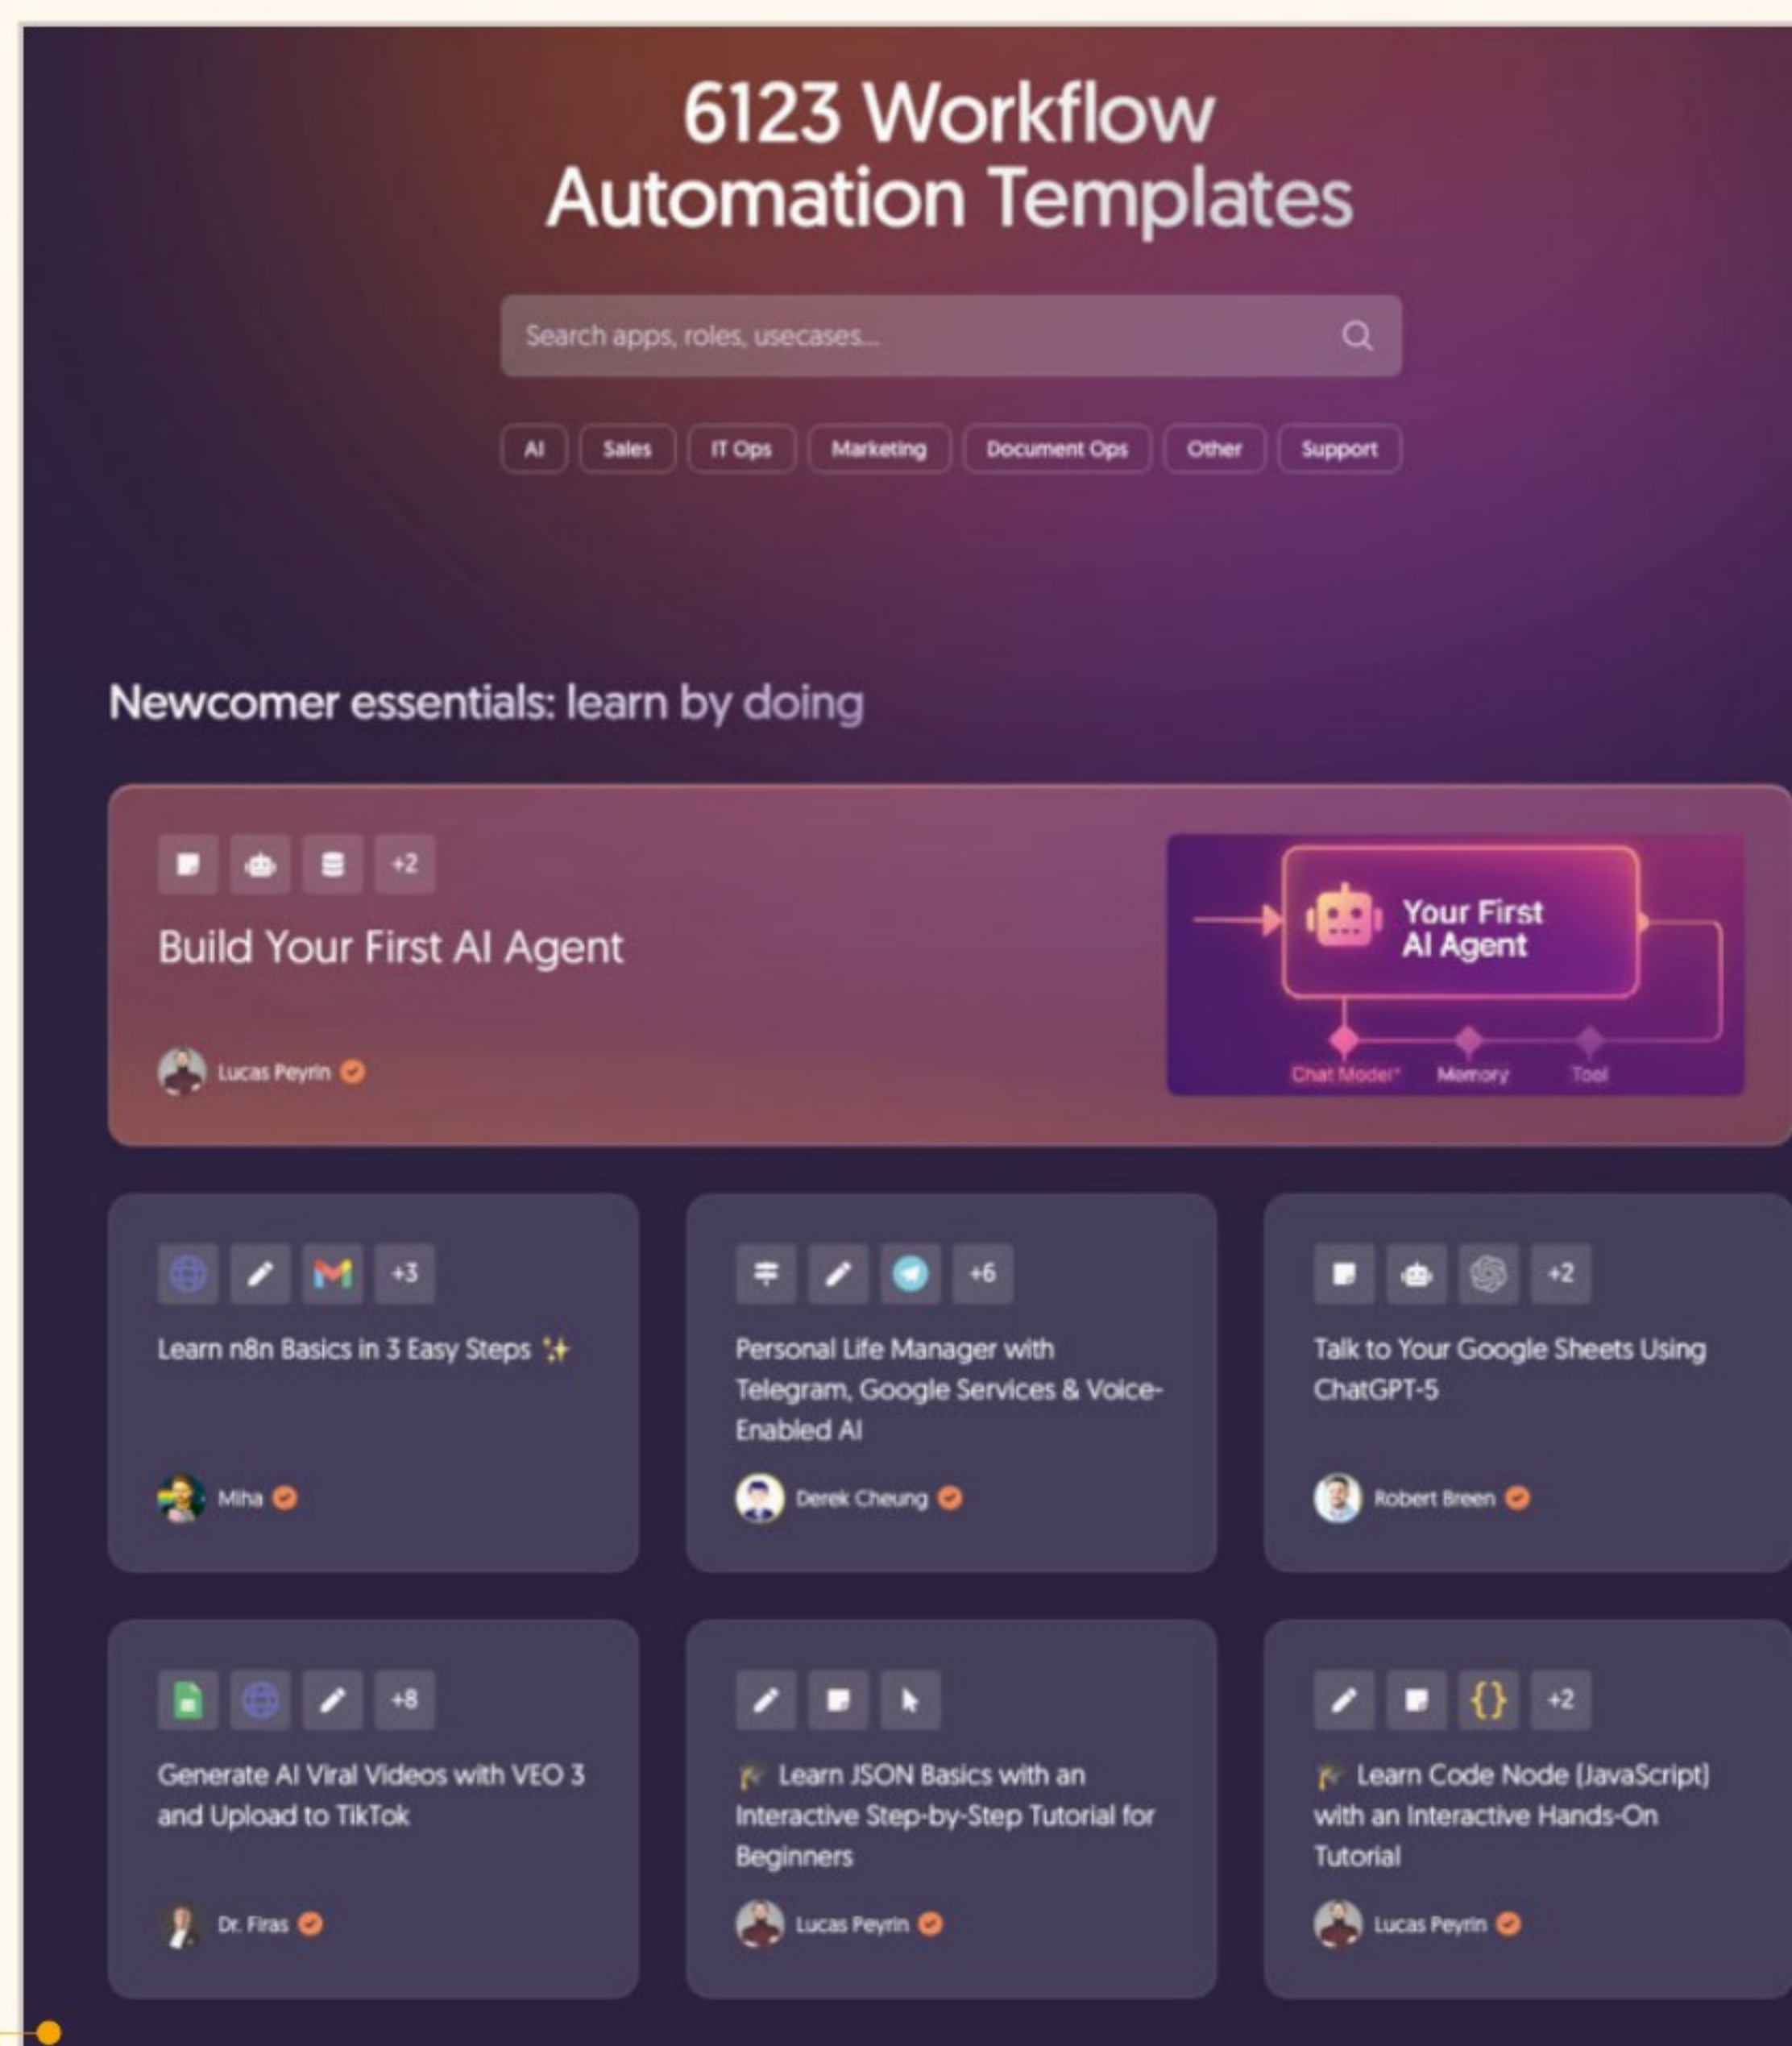 6123 Workflow
Automation Templates
Search apps, roles, usecases...
AI Sales IT Ops Marketing Document Ops Other Support
Newcomer essentials: learn by doing
+2
Build Your First AI Agent
Lucas Peyrin
Your First
AI Agent
Chat Model* Memory Tool
+3
Learn n8n Basics in 3 Easy Steps ✨
Miha
+6
Personal Life Manager with
Telegram, Google Services & Voice-
Enabled AI
Derek Cheung
+2
Talk to Your Google Sheets Using
ChatGPT-5
Robert Breen
+8
Generate AI Viral Videos with VEO 3
and Upload to TikTok
Dr. Firas
🎓 Learn JSON Basics with an
Interactive Step-by-Step Tutorial for
Beginners
Lucas Peyrin
{} +2
🎓 Learn Code Node (JavaScript)
with an Interactive Hands-On
Tutorial
Lucas Peyrin